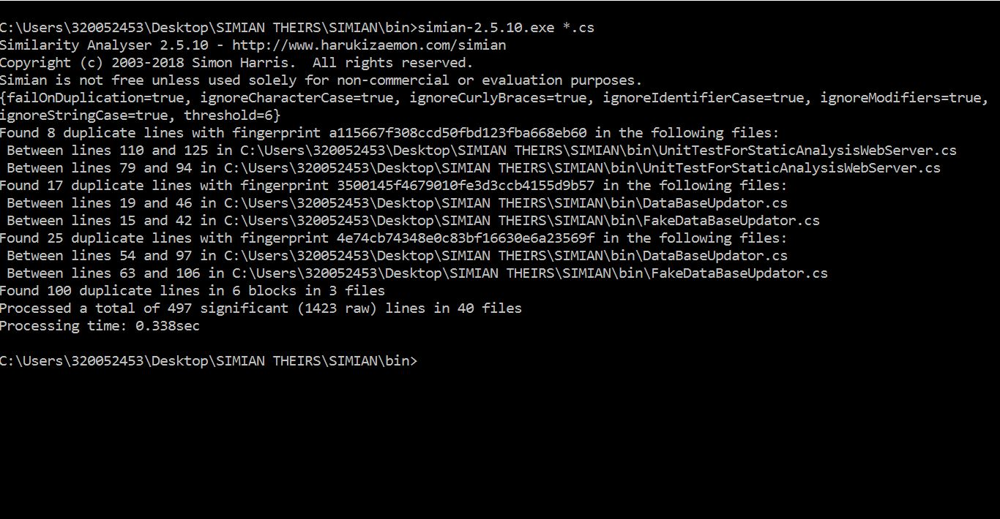 C:\Users\320052453\Desktop\SIMIAN THEIRS\SIMIAN\bin>simian-2.5.10.exe *.cs
Similarity Analyser 2.5.10 - http://www.harukizaemon.com/simian
Copyright (c) 2003-2018 Simon Harris.  All rights reserved.
Simian is not free unless used solely for non-commercial or evaluation purposes.
{failOnDuplication=true, ignoreCharacterCase=true, ignoreCurlyBraces=true, ignoreIdentifierCase=true, ignoreModifiers=true,
ignoreStringCase=true, threshold=6}
Found 8 duplicate lines with fingerprint a115667f308ccd50fbd123fba668eb60 in the following files:
 Between lines 110 and 125 in C:\Users\320052453\Desktop\SIMIAN THEIRS\SIMIAN\bin\UnitTestForStaticAnalysisWebServer.cs
 Between lines 79 and 94 in C:\Users\320052453\Desktop\SIMIAN THEIRS\SIMIAN\bin\UnitTestForStaticAnalysisWebServer.cs
Found 17 duplicate lines with fingerprint 3500145f4679010fe3d3ccb4155d9b57 in the following files:
 Between lines 19 and 46 in C:\Users\320052453\Desktop\SIMIAN THEIRS\SIMIAN\bin\DataBaseUpdator.cs
 Between lines 15 and 42 in C:\Users\320052453\Desktop\SIMIAN THEIRS\SIMIAN\bin\FakeDataBaseUpdator.cs
Found 25 duplicate lines with fingerprint 4e74cb74348e0c83bf16630e6a23569f in the following files:
 Between lines 54 and 97 in C:\Users\320052453\Desktop\SIMIAN THEIRS\SIMIAN\bin\DataBaseUpdator.cs
 Between lines 63 and 106 in C:\Users\320052453\Desktop\SIMIAN THEIRS\SIMIAN\bin\FakeDataBaseUpdator.cs
Found 100 duplicate lines in 6 blocks in 3 files
Processed a total of 497 significant (1423 raw) lines in 40 files
Processing time: 0.338sec
C:\Users\320052453\Desktop\SIMIAN THEIRS\SIMIAN\bin>